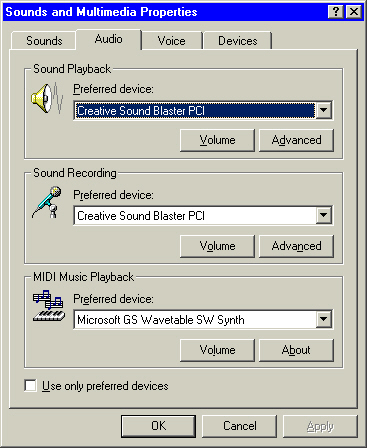 Sounds and Multimedia Properties
Sounds Audio Voice Devices
Sound Playback
Preferred device:
Creative Sound Blaster PCI
Volume Advanced
Sound Recording
Preferred device:
Creative Sound Blaster PCI
Volume Advanced
MIDI Music Playback
Preferred device:
Microsoft GS Wavetable SW Synth
Volume About
Use only preferred devices
OK Cancel Apply